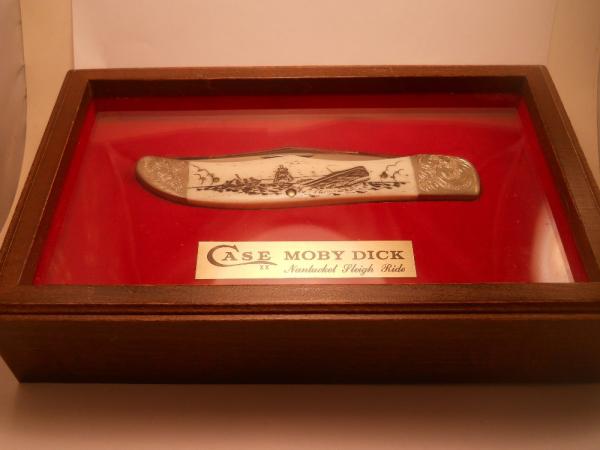 CASE XX MOBY DICK
Nantucket Sleigh Ride